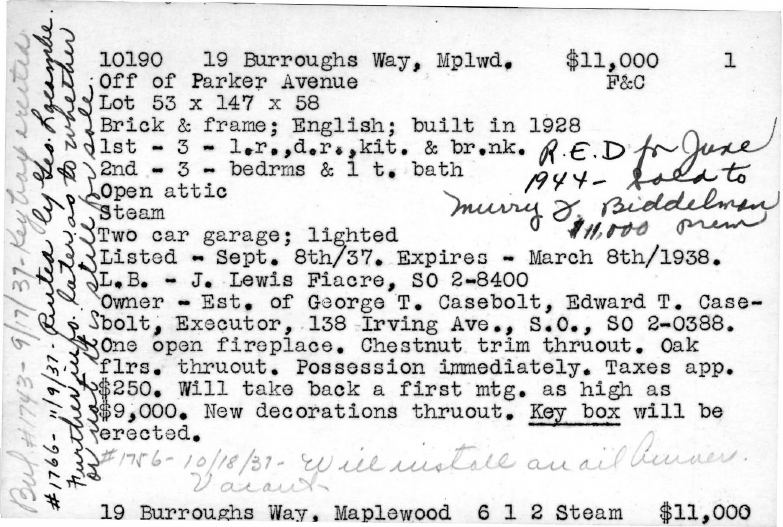 10190   19 Burroughs Way, Mplwd.   $11,000   1
Off of Parker Avenue   F&C
Lot 53 x 147 x 58
Brick & frame; English; built in 1928
1st - 3 - l.r.,d.r.,kit. & br.nk.
2nd - 3 - bedrms & 1 t. bath
Open attic
Steam
R.E.D for June
1944 - sold to
Murry J. Biddelman
$11,000 prem
Two car garage; lighted
Listed - Sept. 8th/37. Expires - March 8th/1938.
L.B. - J. Lewis Fiacre, SO 2-8400
Owner - Est. of George T. Casebolt, Edward T. Case-
bolt, Executor, 138 Irving Ave., S.O., SO 2-0388.
One open fireplace. Chestnut trim thruout. Oak
flrs. thruout. Possession immediately. Taxes app.
$250. Will take back a first mtg. as high as
$9,000. New decorations thruout. Key box will be
erected.
#1756 - 10/18/37 - Will install an oil burner.
Vacant
19 Burroughs Way, Maplewood  6 1 2 Steam   $11,000
Bul #1743 - 9/17/37 - Key box erected
#1766 - 11/9/37 - Rented by Geo.
Further info. later as to whether
or not it is still for sale.